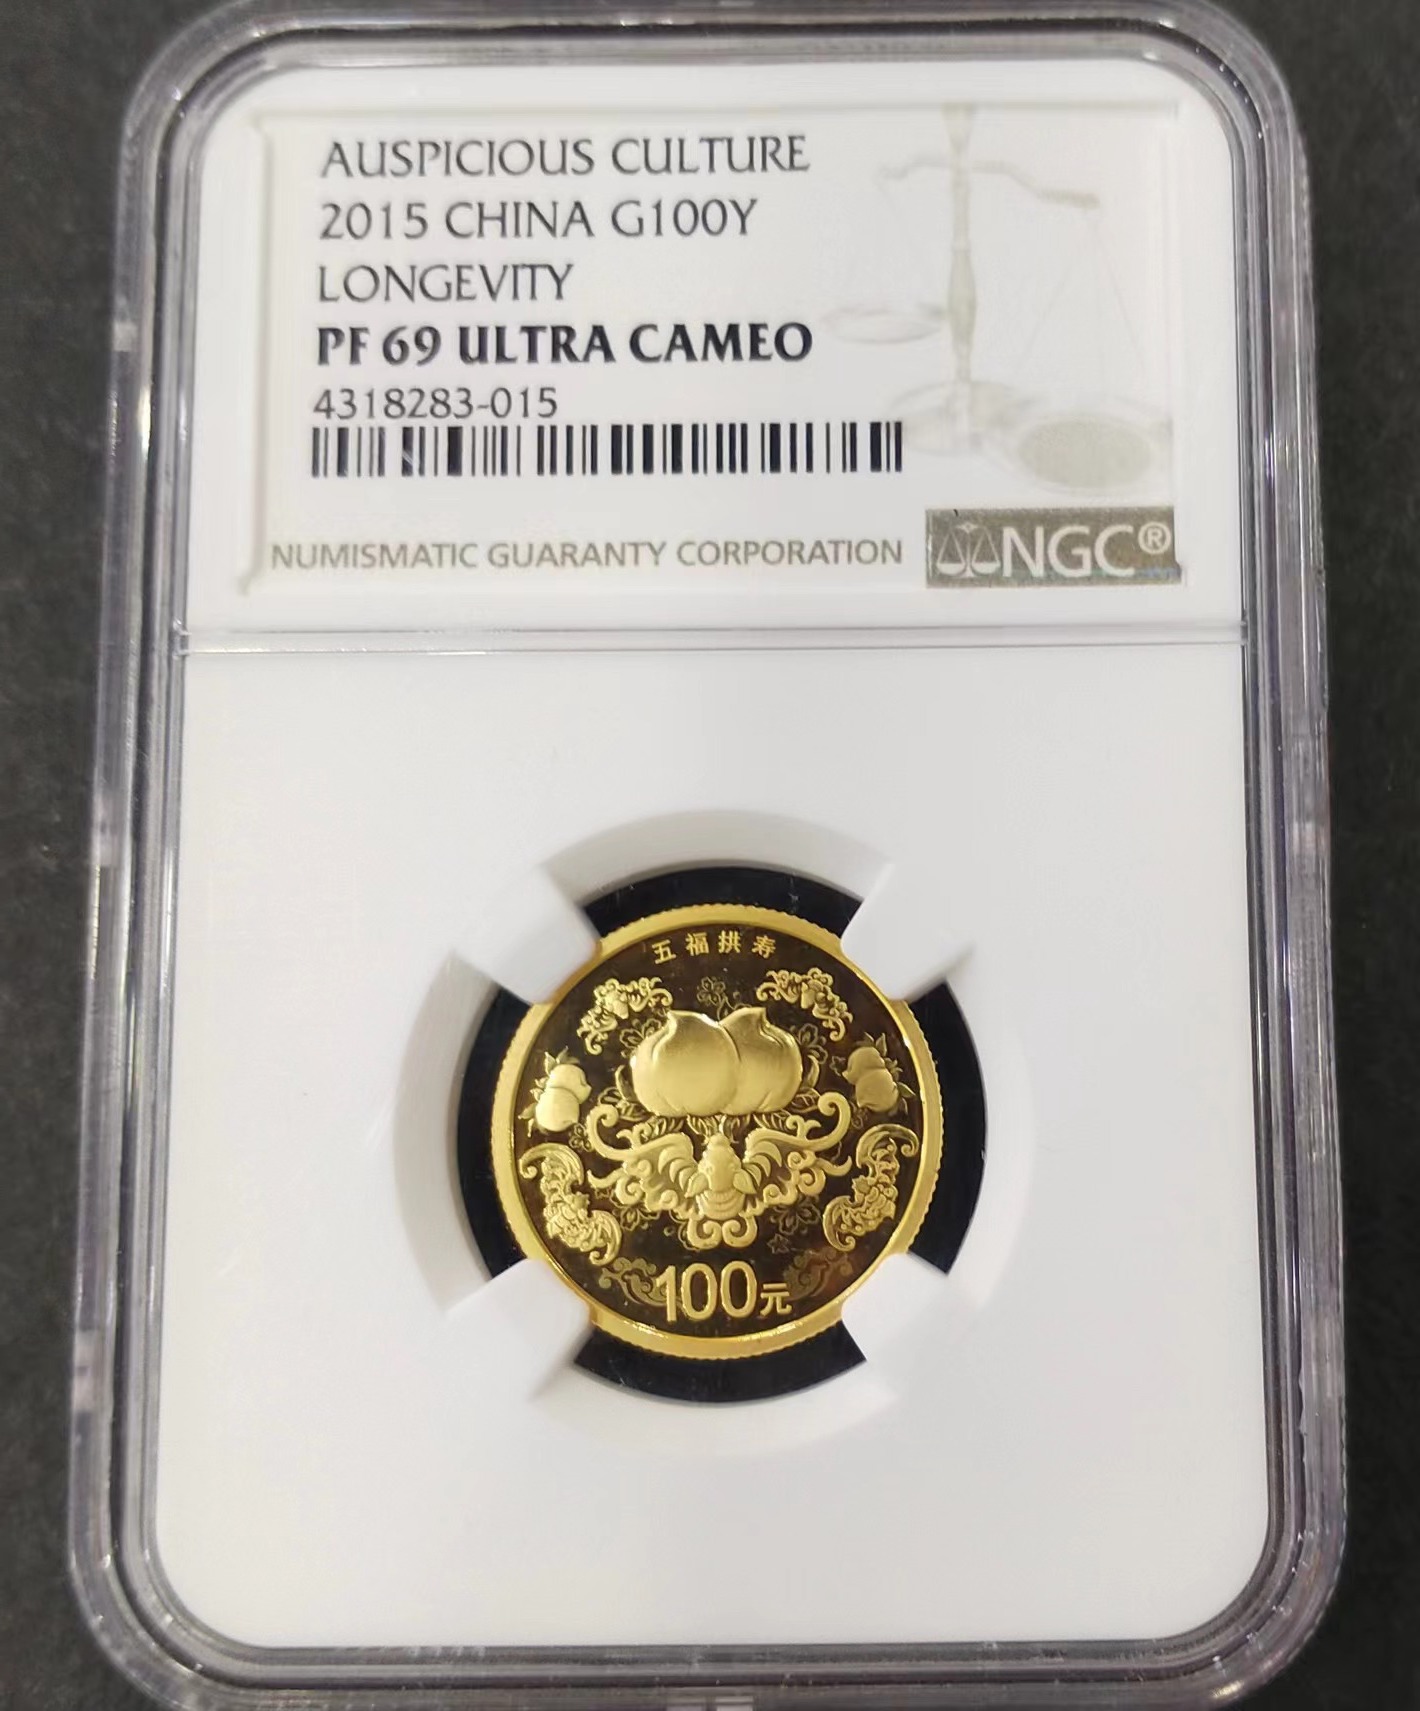 AUSPICIOUS CULTURE
2015 CHINA G100Y
LONGEVITY
PF 69 ULTRA CAMEO
4318283-015
NUMISMATIC GUARANTY CORPORATION NGC®
五福拱寿
100元